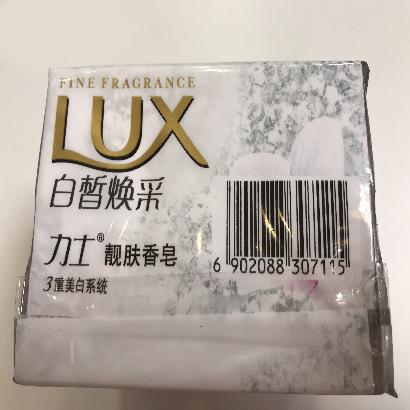 FINE FRAGRANCE
LUX
白皙焕采
力士® 靓肤香皂
3重美白系统
6 902088 307115